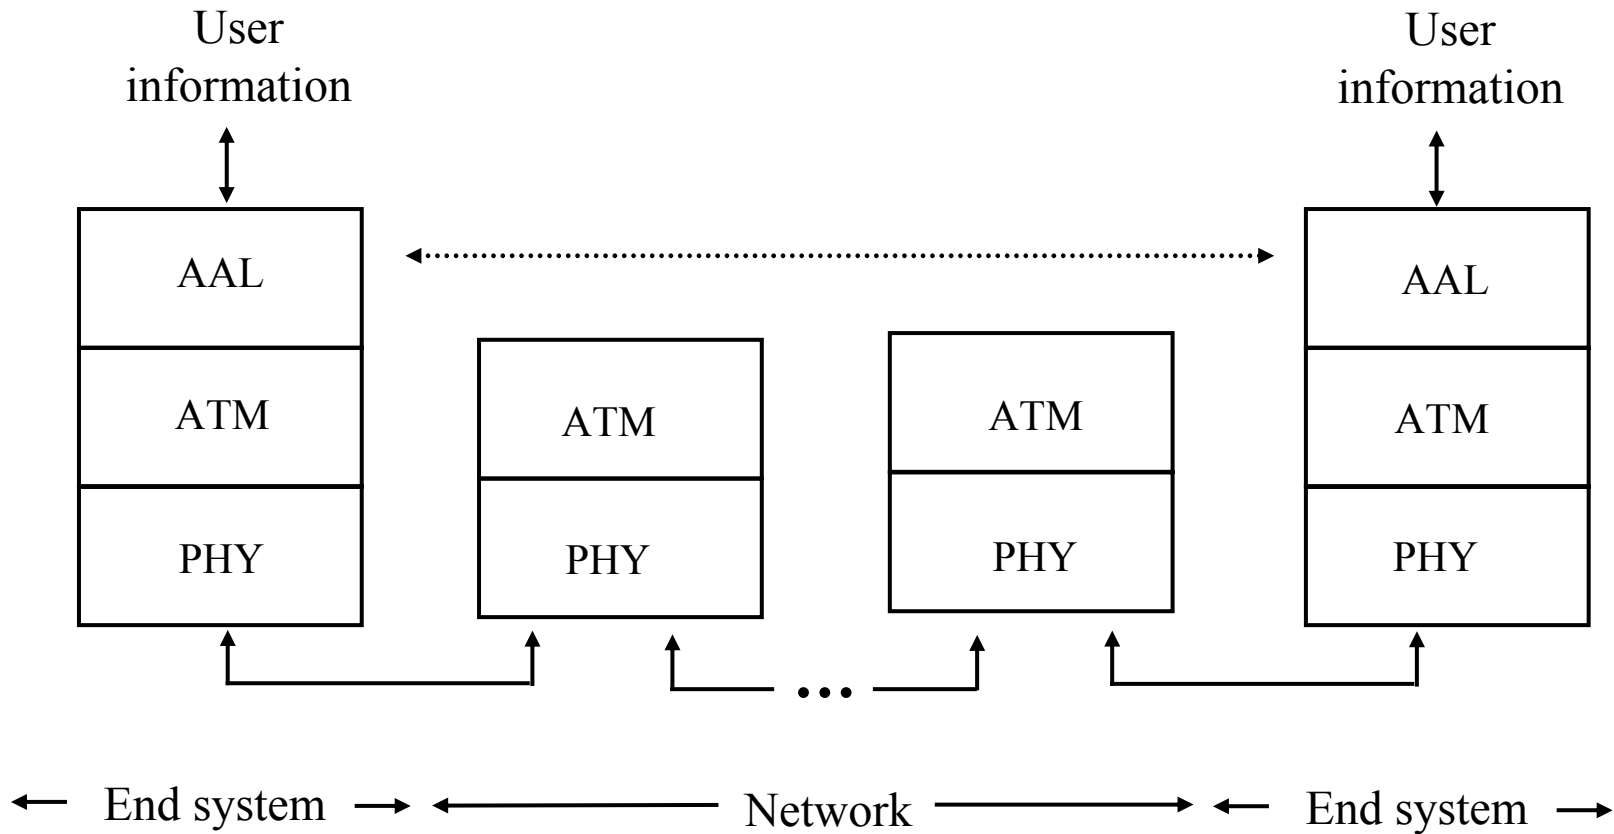 User
information
User
information
AAL
AAL
ATM
ATM
ATM
ATM
PHY
PHY
PHY
PHY
...
End system
Network
End system